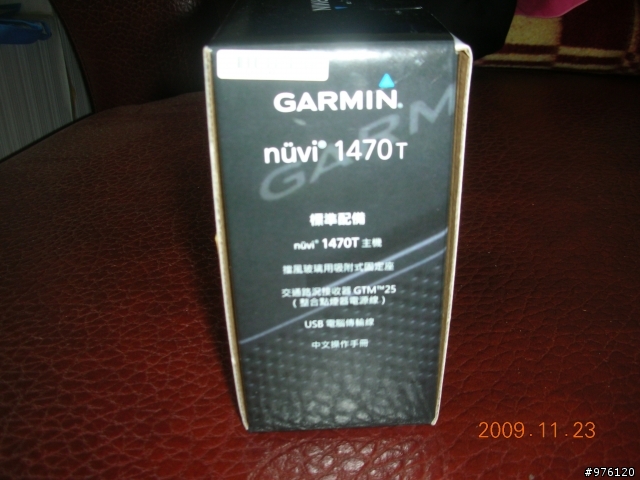 GARMIN
nüvi® 1470T
標準配備
nüvi® 1470T 主機
擋風玻璃用吸附式固定座
交通路況接收器 GTM™25
(整合點煙器電源線)
USB 電腦傳輸線
中文操作手冊
2009.11.23
#976120